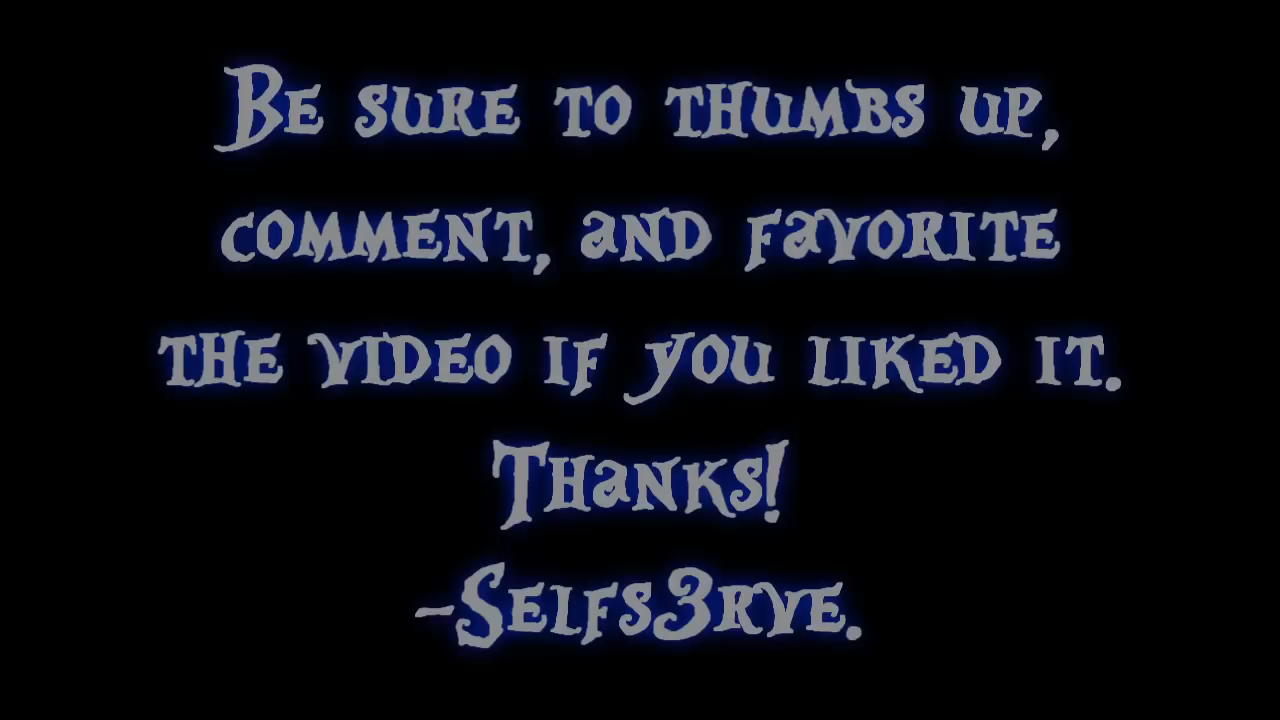 Be sure to thumbs up,
comment, and favorite
the video if you liked it.
Thanks!
-Selfs3rve.